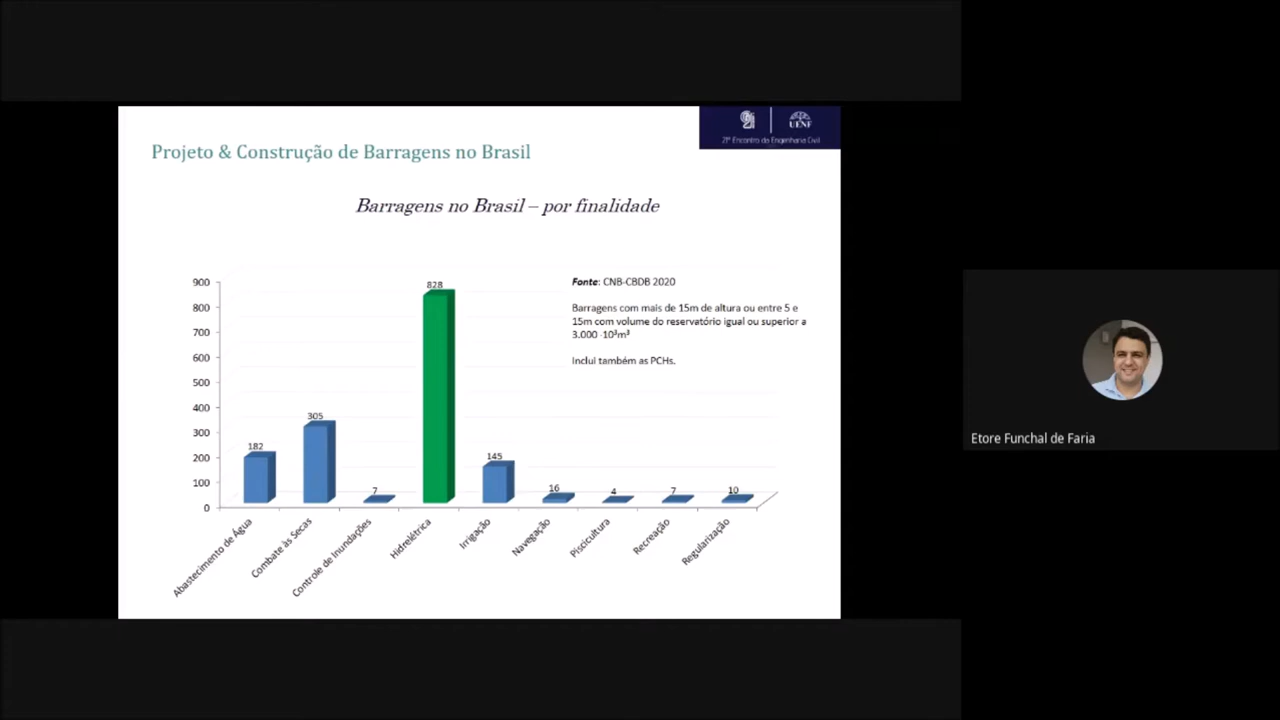 UENF
21º Encontro da Engenharia Civil
Projeto & Construção de Barragens no Brasil
Barragens no Brasil – por finalidade
Fonte: CNB-CBDB 2020
Barragens com mais de 15m de altura ou entre 5 e
15m com volume do reservatório igual ou superior a
3.000 ·10³m³
Inclui também as PCHs.
900
800
700
600
500
400
300
200
100
0
182
305
7
828
145
16
4
7
10
Abastecimento de Água
Combate às Secas
Controle de Inundações
Hidrelétrica
Irrigação
Navegação
Piscicultura
Recreação
Regularização
Etore Funchal de Faria